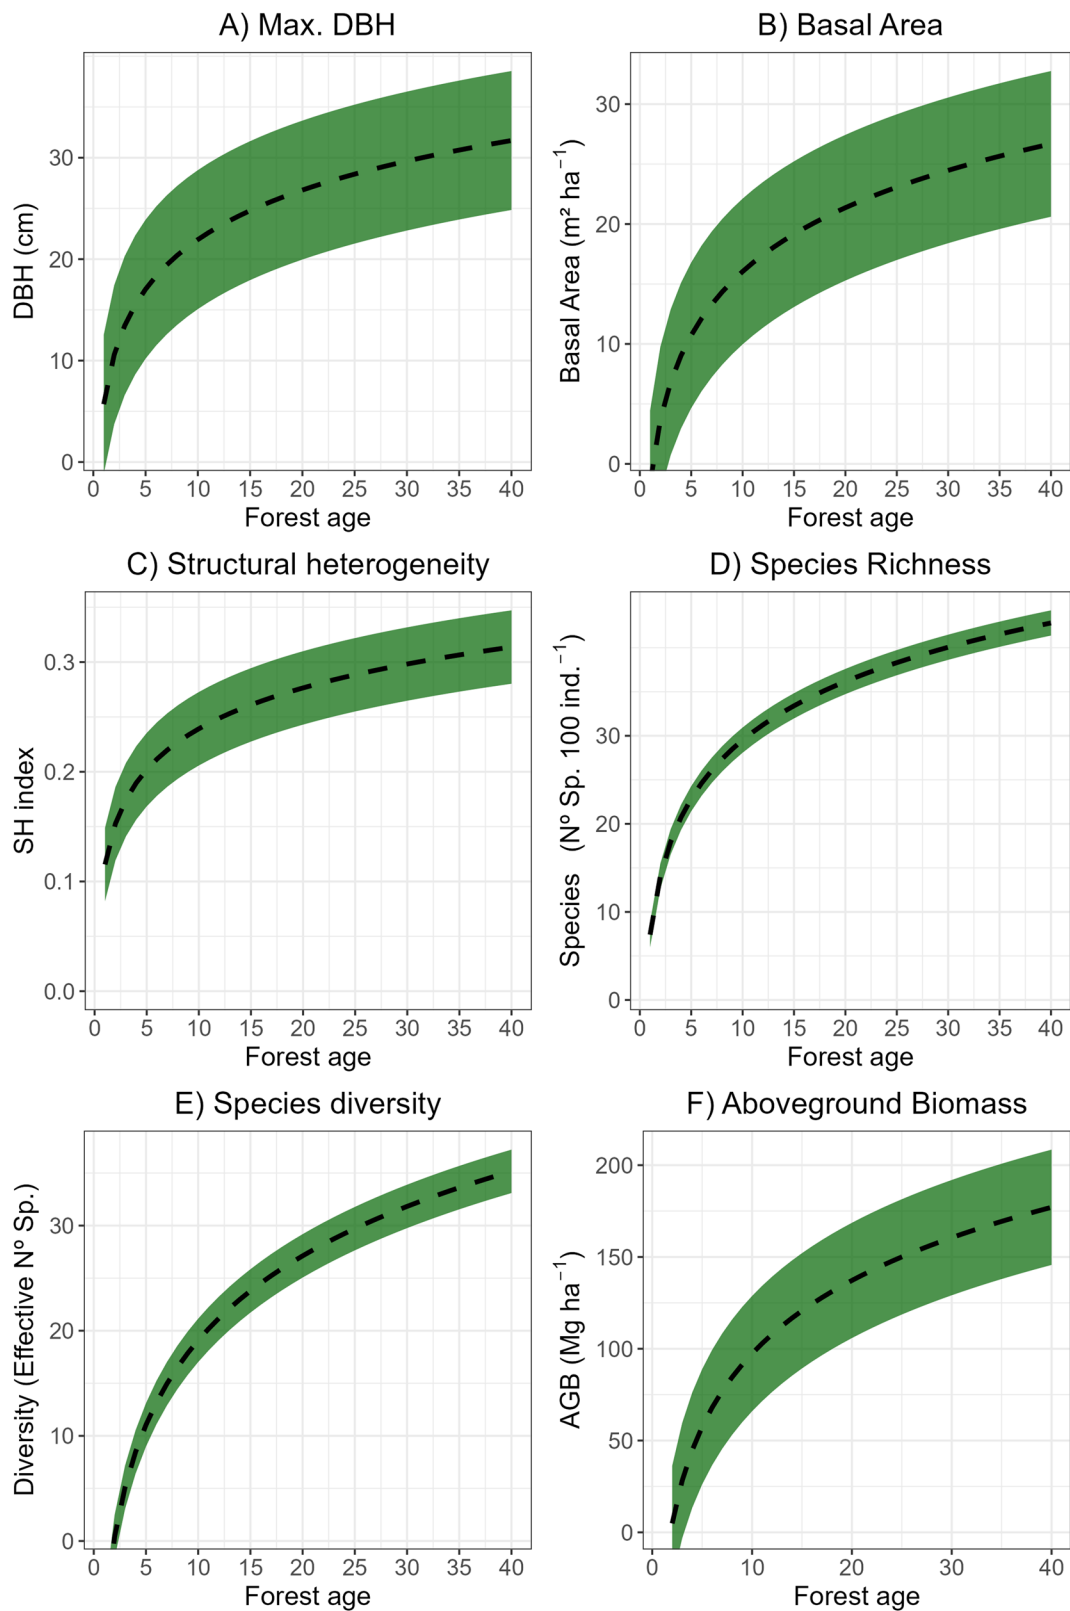 A) Max. DBH
DBH (cm)
30
20
10
0
0 5 10 15 20 25 30 35 40
Forest age
B) Basal Area
Basal Area (m² ha⁻¹)
30
20
10
0
0 5 10 15 20 25 30 35 40
Forest age
C) Structural heterogeneity
SH index
0.3
0.2
0.1
0.0
0 5 10 15 20 25 30 35 40
Forest age
D) Species Richness
Species (Nº Sp. 100 ind.⁻¹)
30
20
10
0
0 5 10 15 20 25 30 35 40
Forest age
E) Species diversity
Diversity (Effective Nº Sp.)
30
20
10
0
0 5 10 15 20 25 30 35 40
Forest age
F) Aboveground Biomass
AGB (Mg ha⁻¹)
200
150
100
50
0
0 10 20 30 40
Forest age